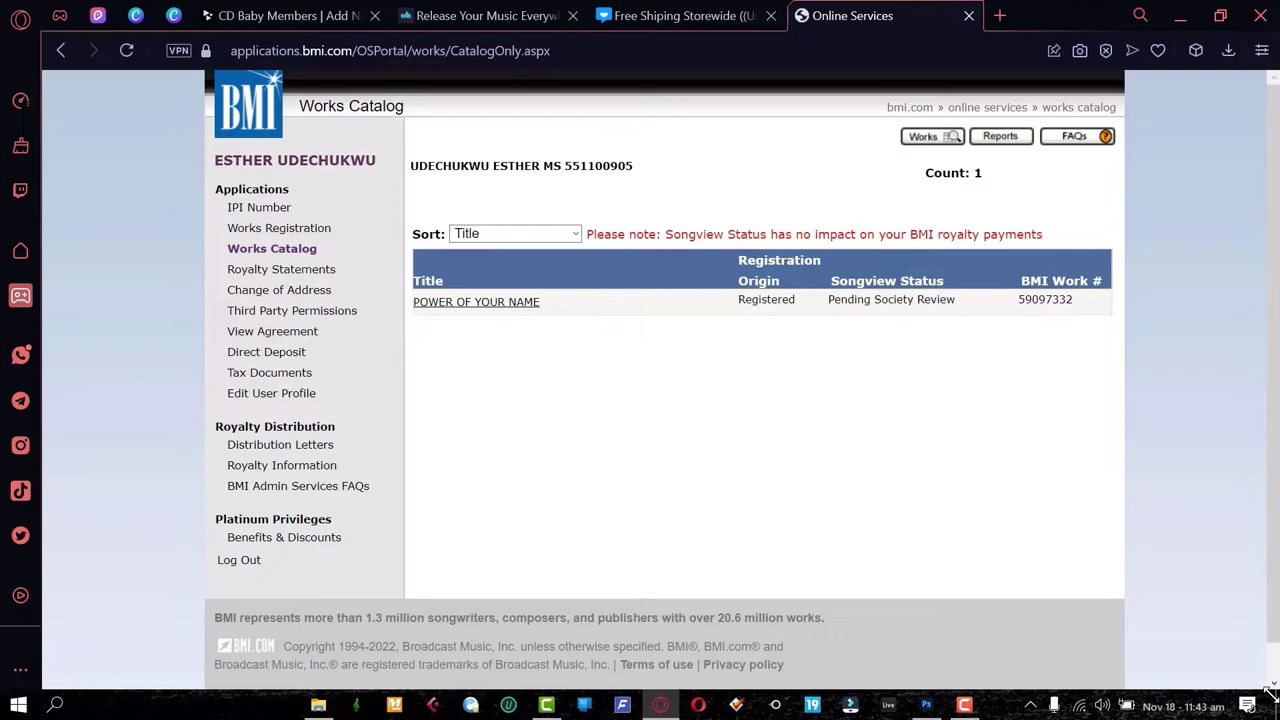 CD Baby Members | Add N
Release Your Music Everyw
Free Shiping Storewide ((U
Online Services
VPN
applications.bmi.com/OSPortal/works/CatalogOnly.aspx
BMI
Works Catalog
bmi.com » online services » works catalog
Works
Reports
FAQs
ESTHER UDECHUKWU
Applications
IPI Number
Works Registration
Works Catalog
Royalty Statements
Change of Address
Third Party Permissions
View Agreement
Direct Deposit
Tax Documents
Edit User Profile
Royalty Distribution
Distribution Letters
Royalty Information
BMI Admin Services FAQs
Platinum Privileges
Benefits & Discounts
Log Out
UDECHUKWU ESTHER MS 551100905
Count: 1
Sort: Title Please note: Songview Status has no impact on your BMI royalty payments
Registration
Title Origin Songview Status BMI Work #
POWER OF YOUR NAME Registered Pending Society Review 59097332
BMI represents more than 1.3 million songwriters, composers, and publishers with over 20.6 million works.
BMI.COM Copyright 1994-2022, Broadcast Music, Inc. unless otherwise specified. BMI®, BMI.com® and
Broadcast Music, Inc.® are registered trademarks of Broadcast Music, Inc. | Terms of use | Privacy policy
19
Live
Ps
Nov 18 - 11:43 am